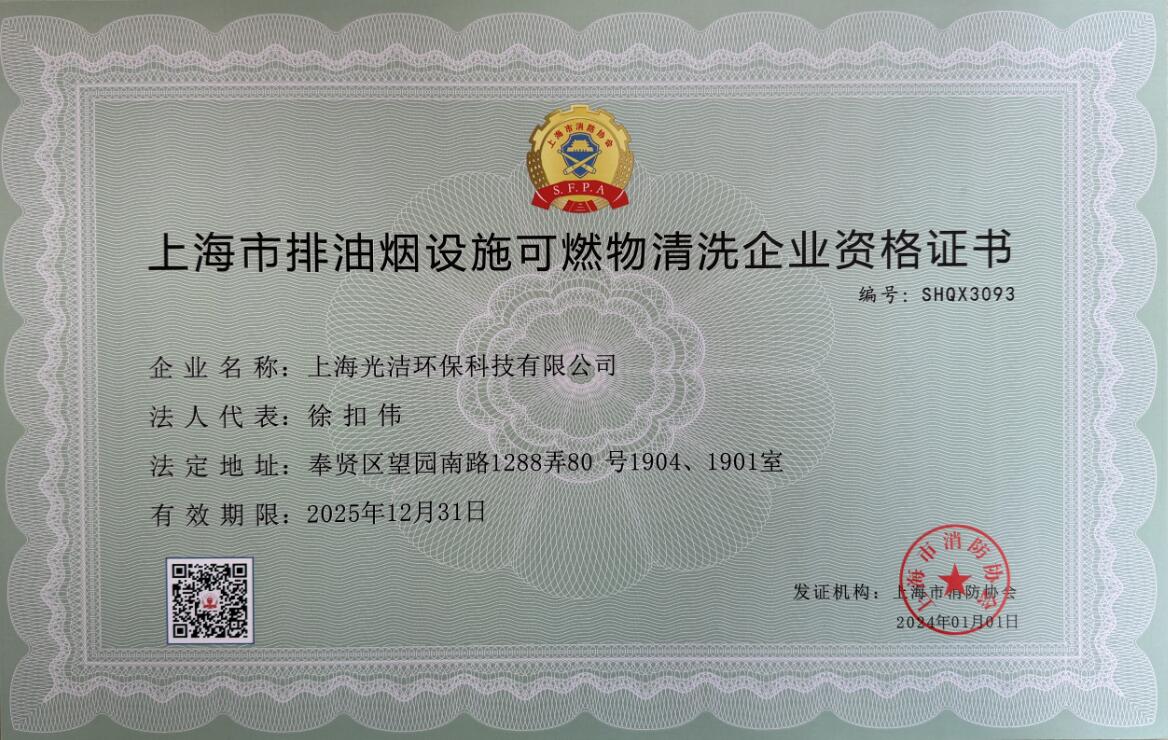 上海市消防协会
S.F.P.A
上海市排油烟设施可燃物清洗企业资格证书
编号：SHQX3093
企业名称：上海光洁环保科技有限公司
法人代表：徐扣伟
法定地址：奉贤区望园南路1288弄80 号1904、1901室
有效期限：2025年12月31日
上海市消防协会
发证机构：上海市消防协会
2024年01月01日